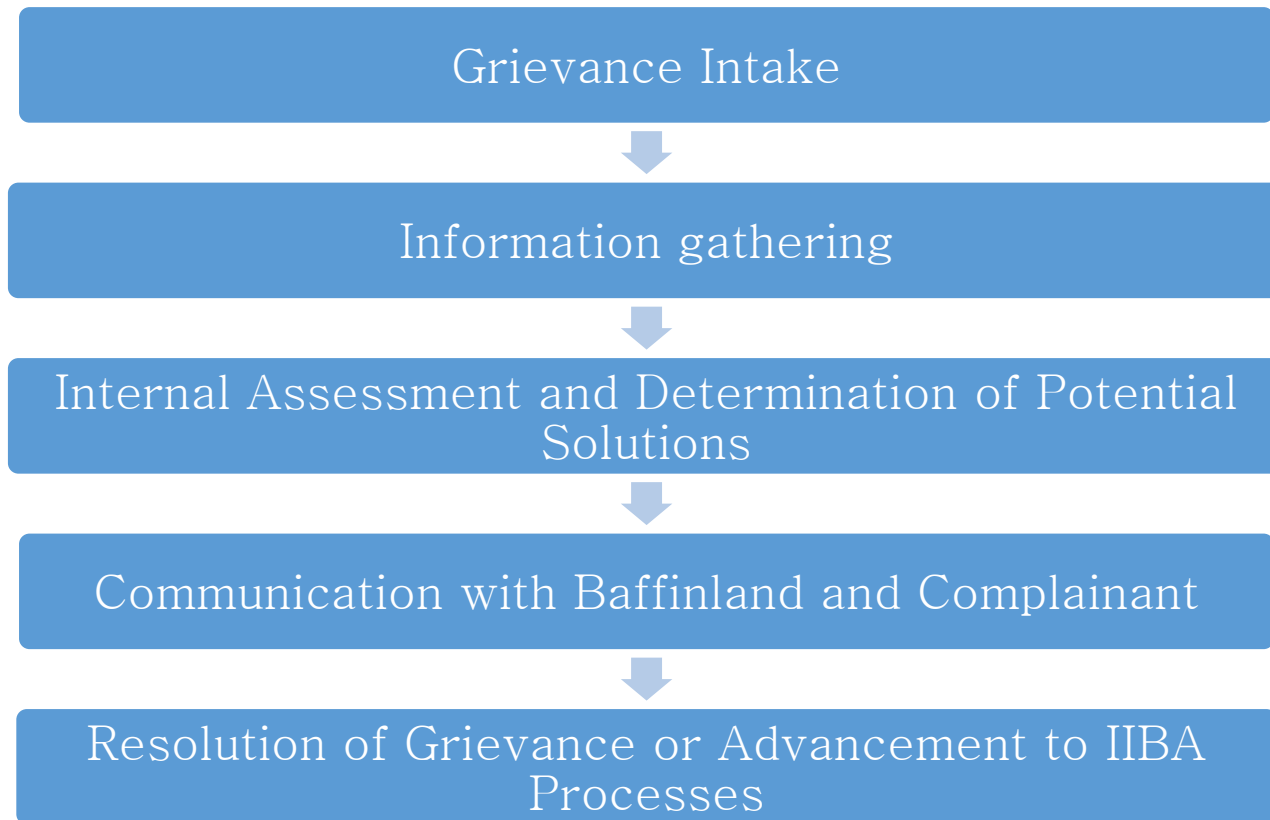 Grievance Intake
Information gathering
Internal Assessment and Determination of Potential
Solutions
Communication with Baffinland and Complainant
Resolution of Grievance or Advancement to IIBA
Processes